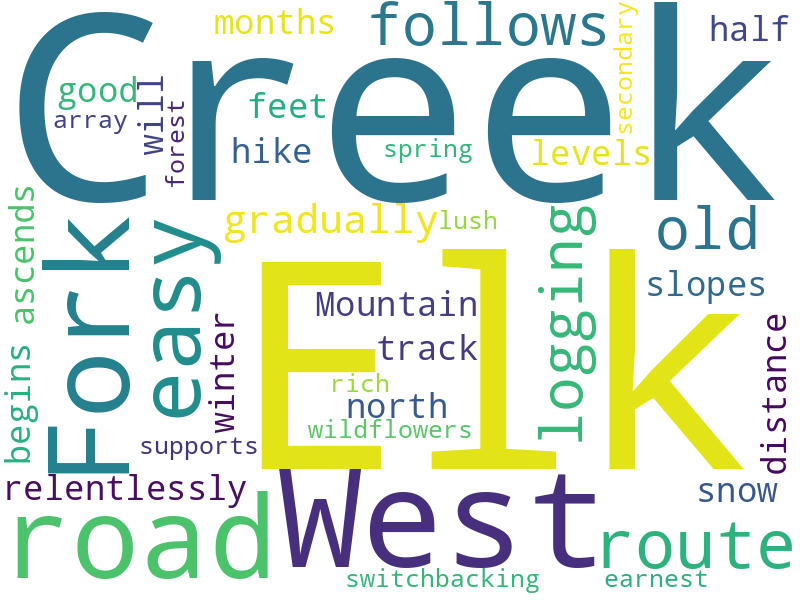 months
follows
half
secondary
Creek
good
Will
feet
array
forest
hike
spring
levels
ascends
gradually
lush
logging
old
Fork
easy
slopes
Elk
Mountain
track
winter
distance
begins
rich
north
wildflowers
supports
relentlessly
snow
West
road
route
switchbacking
earnest